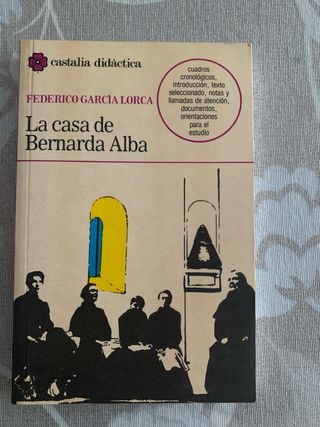 castalia didáctica
FEDERICO GARCÍA LORCA
La casa de
Bernarda Alba
cuadros
cronológicos,
introducción, texto
seleccionado, notas y
llamadas de atención,
documentos,
orientaciones
para el
estudio